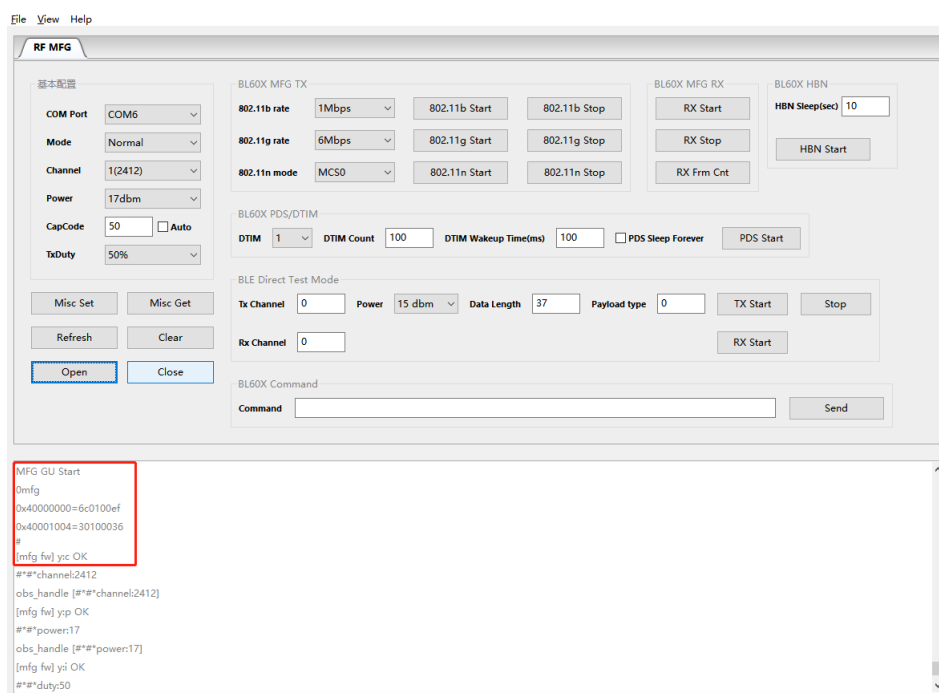 File View Help
RF MFG
基本配置
COM Port COM6
Mode Normal
Channel 1(2412)
Power 17dbm
CapCode 50 Auto
TxDuty 50%
Misc Set Misc Get
Refresh Clear
Open Close
BL60X MFG TX
802.11b rate 1Mbps 802.11b Start 802.11b Stop
802.11g rate 6Mbps 802.11g Start 802.11g Stop
802.11n mode MCS0 802.11n Start 802.11n Stop
BL60X MFG RX
RX Start
RX Stop
RX Frm Cnt
BL60X HBN
HBN Sleep(sec) 10
HBN Start
BL60X PDS/DTIM
DTIM 1 DTIM Count 100 DTIM Wakeup Time(ms) 100 PDS Sleep Forever PDS Start
BLE Direct Test Mode
Tx Channel 0 Power 15 dbm Data Length 37 Payload type 0 TX Start Stop
Rx Channel 0 RX Start
BL60X Command
Command Send
MFG GU Start
0mfg
0x40000000=6c0100ef
0x40001004=30100036
#
[mfg fw] y:c OK
#*#*channel:2412
obs_handle [#*#*channel:2412]
[mfg fw] y:p OK
#*#*power:17
obs_handle [#*#*power:17]
[mfg fw] y:i OK
#*#*duty:50